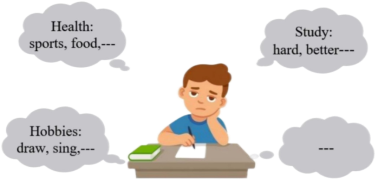 Health:
sports, food,---
Study:
hard, better---
Hobbies:
draw, sing,---
---